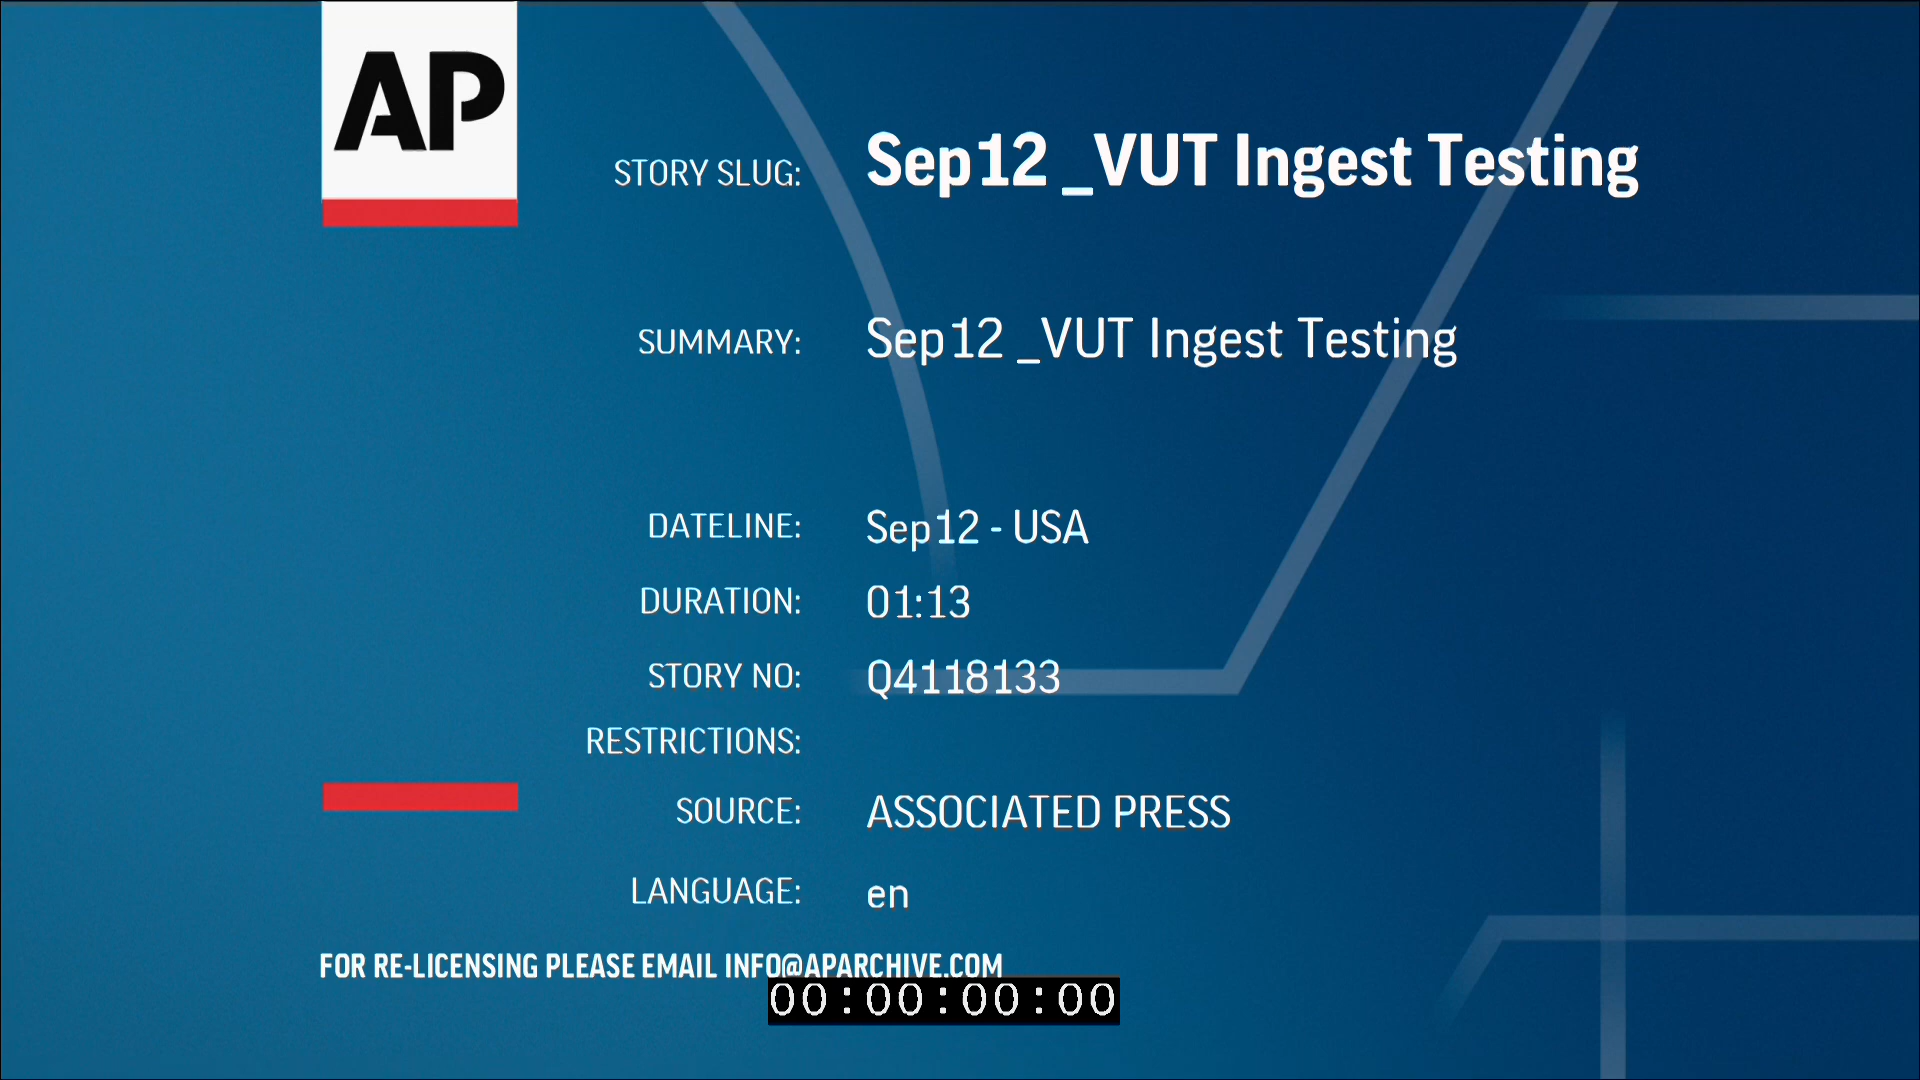 AP
STORY SLUG: Sep12 _VUT Ingest Testing
SUMMARY: Sep12 _VUT Ingest Testing
DATELINE: Sep12 - USA
DURATION: 01:13
STORY NO: Q4118133
RESTRICTIONS:
SOURCE: ASSOCIATED PRESS
LANGUAGE: en
FOR RE-LICENSING PLEASE EMAIL INFO@APARCHIVE.COM
00:00:00:00